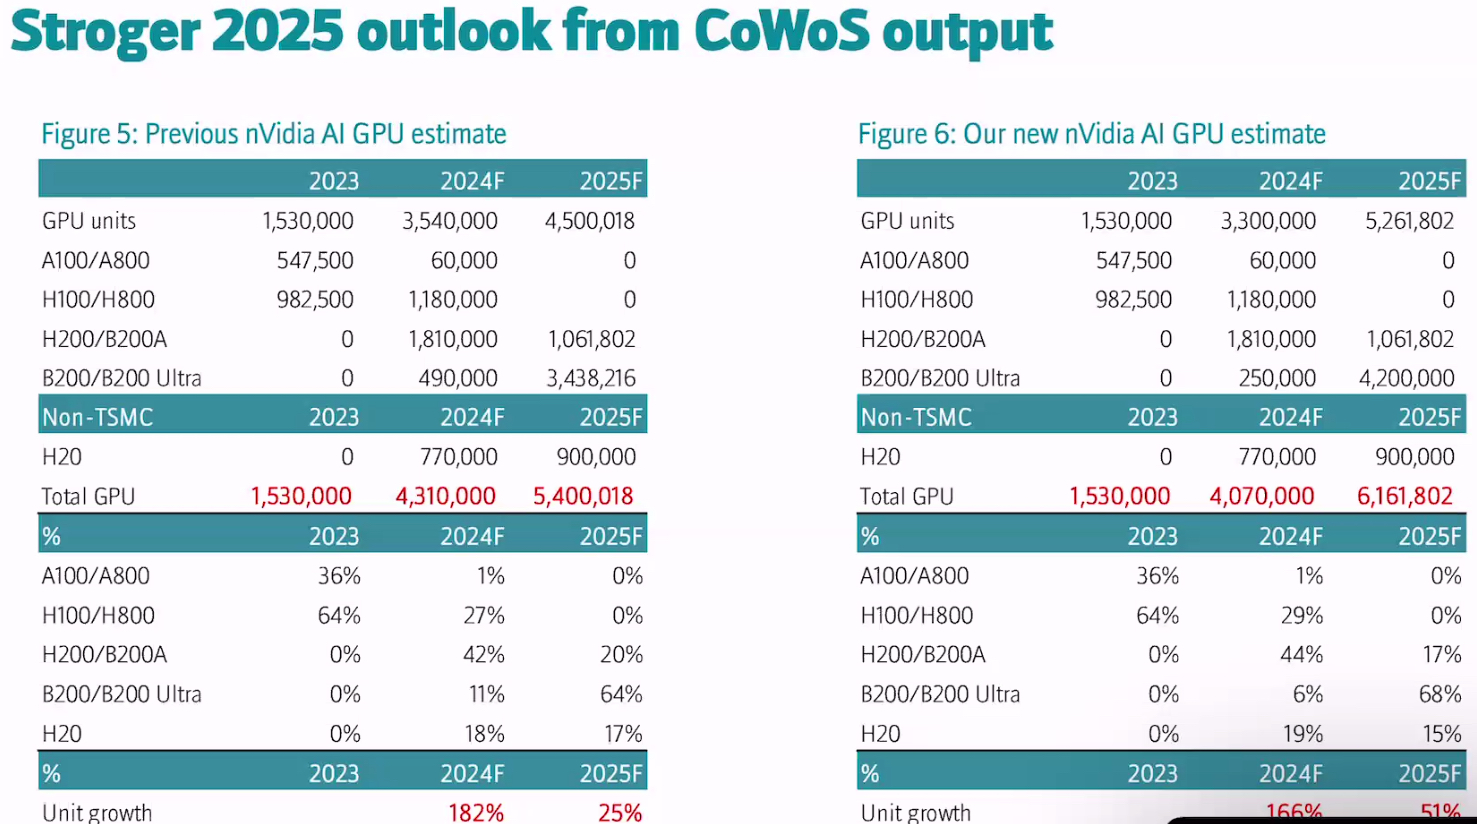 Stroger 2025 outlook from CoWoS output
Figure 5: Previous nVidia AI GPU estimate
2023 2024F 2025F
GPU units 1,530,000 3,540,000 4,500,018
A100/A800 547,500 60,000 0
H100/H800 982,500 1,180,000 0
H200/B200A 0 1,810,000 1,061,802
B200/B200 Ultra 0 490,000 3,438,216
Non-TSMC 2023 2024F 2025F
H20 0 770,000 900,000
Total GPU 1,530,000 4,310,000 5,400,018
% 2023 2024F 2025F
A100/A800 36% 1% 0%
H100/H800 64% 27% 0%
H200/B200A 0% 42% 20%
B200/B200 Ultra 0% 11% 64%
H20 0% 18% 17%
% 2023 2024F 2025F
Unit growth 182% 25%
Figure 6: Our new nVidia AI GPU estimate
2023 2024F 2025F
GPU units 1,530,000 3,300,000 5,261,802
A100/A800 547,500 60,000 0
H100/H800 982,500 1,180,000 0
H200/B200A 0 1,810,000 1,061,802
B200/B200 Ultra 0 250,000 4,200,000
Non-TSMC 2023 2024F 2025F
H20 0 770,000 900,000
Total GPU 1,530,000 4,070,000 6,161,802
% 2023 2024F 2025F
A100/A800 36% 1% 0%
H100/H800 64% 29% 0%
H200/B200A 0% 44% 17%
B200/B200 Ultra 0% 6% 68%
H20 0% 19% 15%
% 2023 2024F 2025F
Unit growth 166% 51%